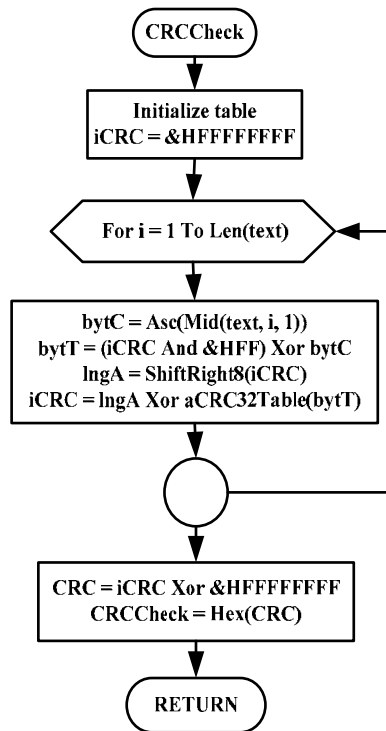 CRCCheck
Initialize table
iCRC = &HFFFFFFFF
For i = 1 To Len(text)
bytC = Asc(Mid(text, i, 1))
bytT = (iCRC And &HFF) Xor bytC
lngA = ShiftRight8(iCRC)
iCRC = lngA Xor aCRC32Table(bytT)
CRC = iCRC Xor &HFFFFFFFF
CRCCheck = Hex(CRC)
RETURN